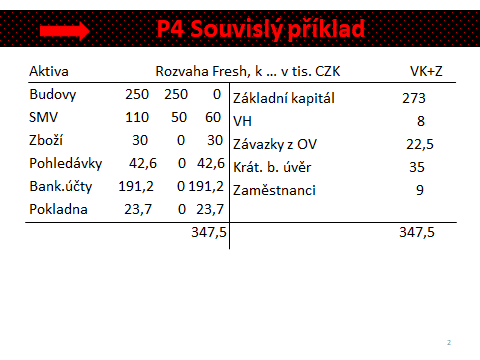 P4 Souvislý příklad
Aktiva Rozvaha Fresh, k ... v tis. CZK VK+Z
Budovy 250 250 0 Základní kapitál 273
SMV 110 50 60 VH 8
Zboží 30 0 30 Závazky z OV 22,5
Pohledávky 42,6 0 42,6 Krát. b. úvěr 35
Bank.účty 191,2 0 191,2 Zaměstnanci 9
Pokladna 23,7 0 23,7
347,5 347,5
2